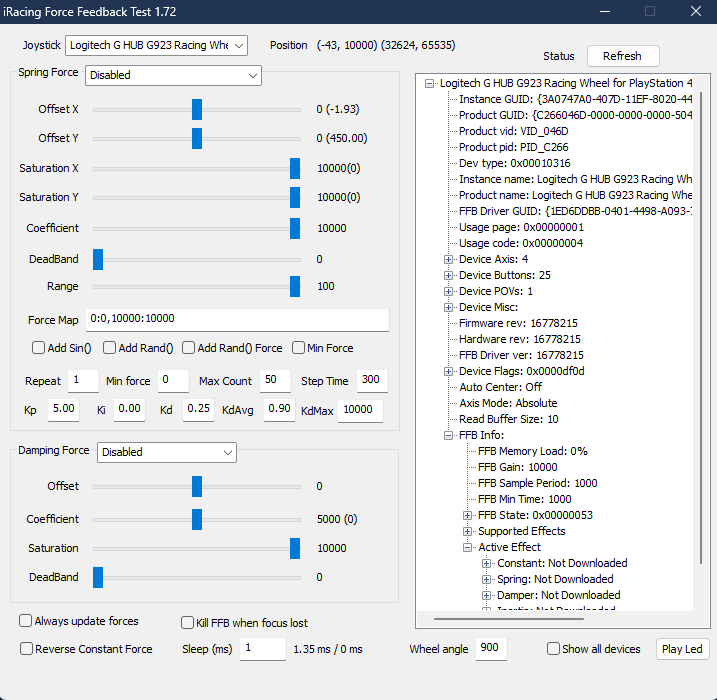 iRacing Force Feedback Test 1.72
Joystick Logitech G HUB G923 Racing Whe Position (-43, 10000) (32624, 65535)
Status Refresh
Spring Force Disabled
Offset X 0 (-1.93)
Offset Y 0 (450.00)
Saturation X 10000(0)
Saturation Y 10000(0)
Coefficient 10000
DeadBand 0
Range 100
Force Map 0:0,10000:10000
Add Sin() Add Rand() Add Rand() Force Min Force
Repeat 1 Min force 0 Max Count 50 Step Time 300
Kp 5.00 Ki 0.00 Kd 0.25 KdAvg 0.90 KdMax 10000
Damping Force Disabled
Offset 0
Coefficient 5000 (0)
Saturation 10000
DeadBand 0
Always update forces Kill FFB when focus lost
Reverse Constant Force Sleep (ms) 1 1.35 ms / 0 ms
Logitech G HUB G923 Racing Wheel for PlayStation 4
Instance GUID: {3A0747A0-407D-11EF-8020-44
Product GUID: {C266046D-0000-0000-0000-504
Product vid: VID_046D
Product pid: PID_C266
Dev type: 0x00010316
Instance name: Logitech G HUB G923 Racing Wh
Product name: Logitech G HUB G923 Racing Whe
FFB Driver GUID: {1ED6DDBB-0401-4498-A093-7
Usage page: 0x00000001
Usage code: 0x00000004
Device Axis: 4
Device Buttons: 25
Device POVs: 1
Device Misc:
Firmware rev: 16778215
Hardware rev: 16778215
FFB Driver ver: 16778215
Device Flags: 0x0000df0d
Auto Center: Off
Axis Mode: Absolute
Read Buffer Size: 10
FFB Info:
FFB Memory Load: 0%
FFB Gain: 10000
FFB Sample Period: 1000
FFB Min Time: 1000
FFB State: 0x00000053
Supported Effects
Active Effect
Constant: Not Downloaded
Spring: Not Downloaded
Damper: Not Downloaded
Inertia: Not Downloaded
Wheel angle 900 Show all devices Play Led